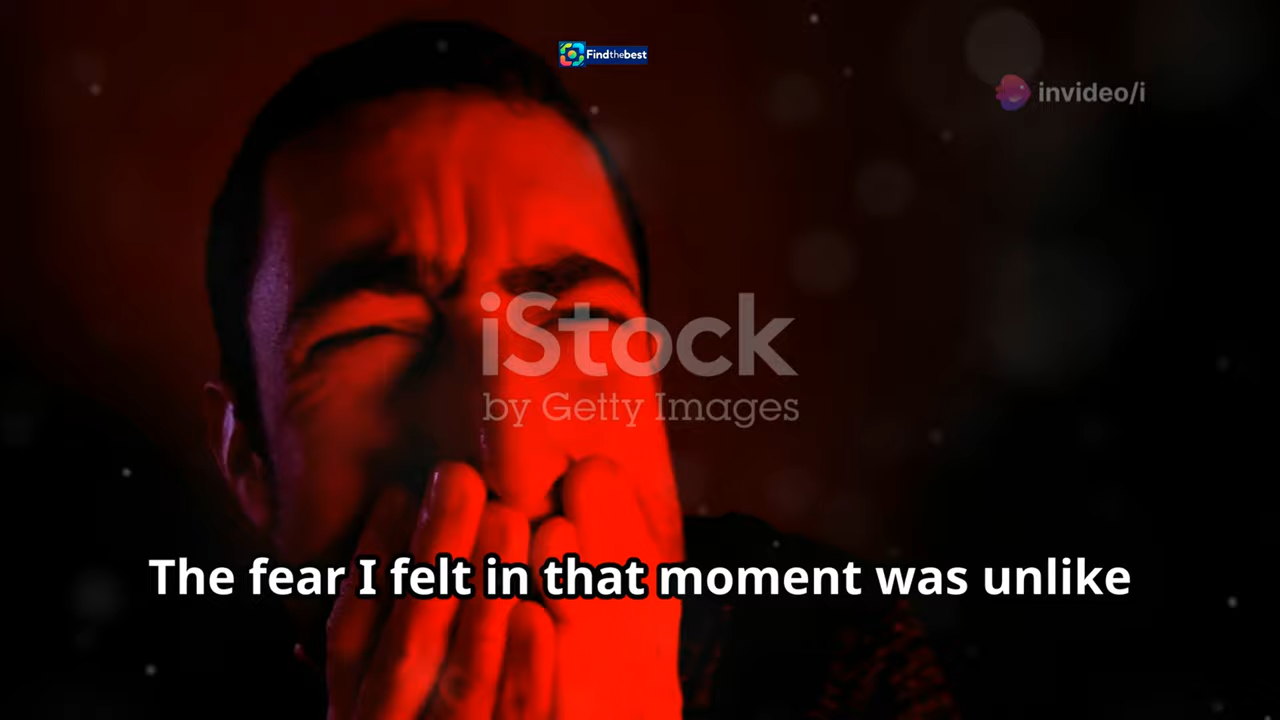 Findthebest
invideo/i
iStock
by Getty Images
The fear I felt in that moment was unlike